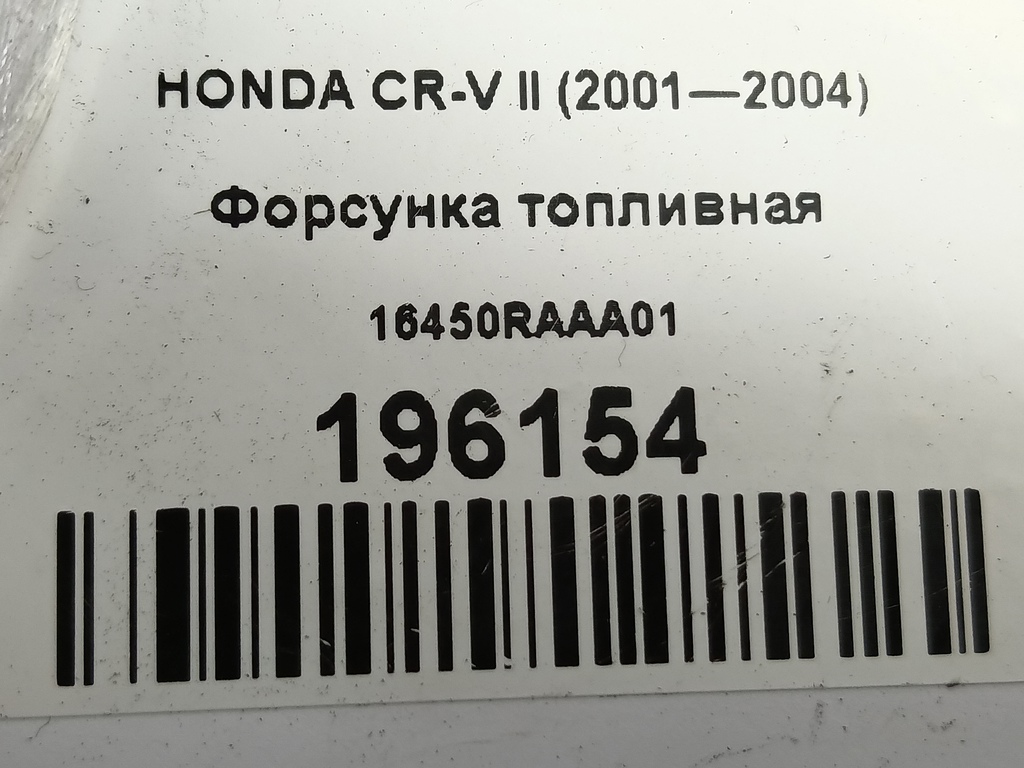 HONDA CR-V II (2001—2004)
Форсунка топливная
16450RAAA01
196154